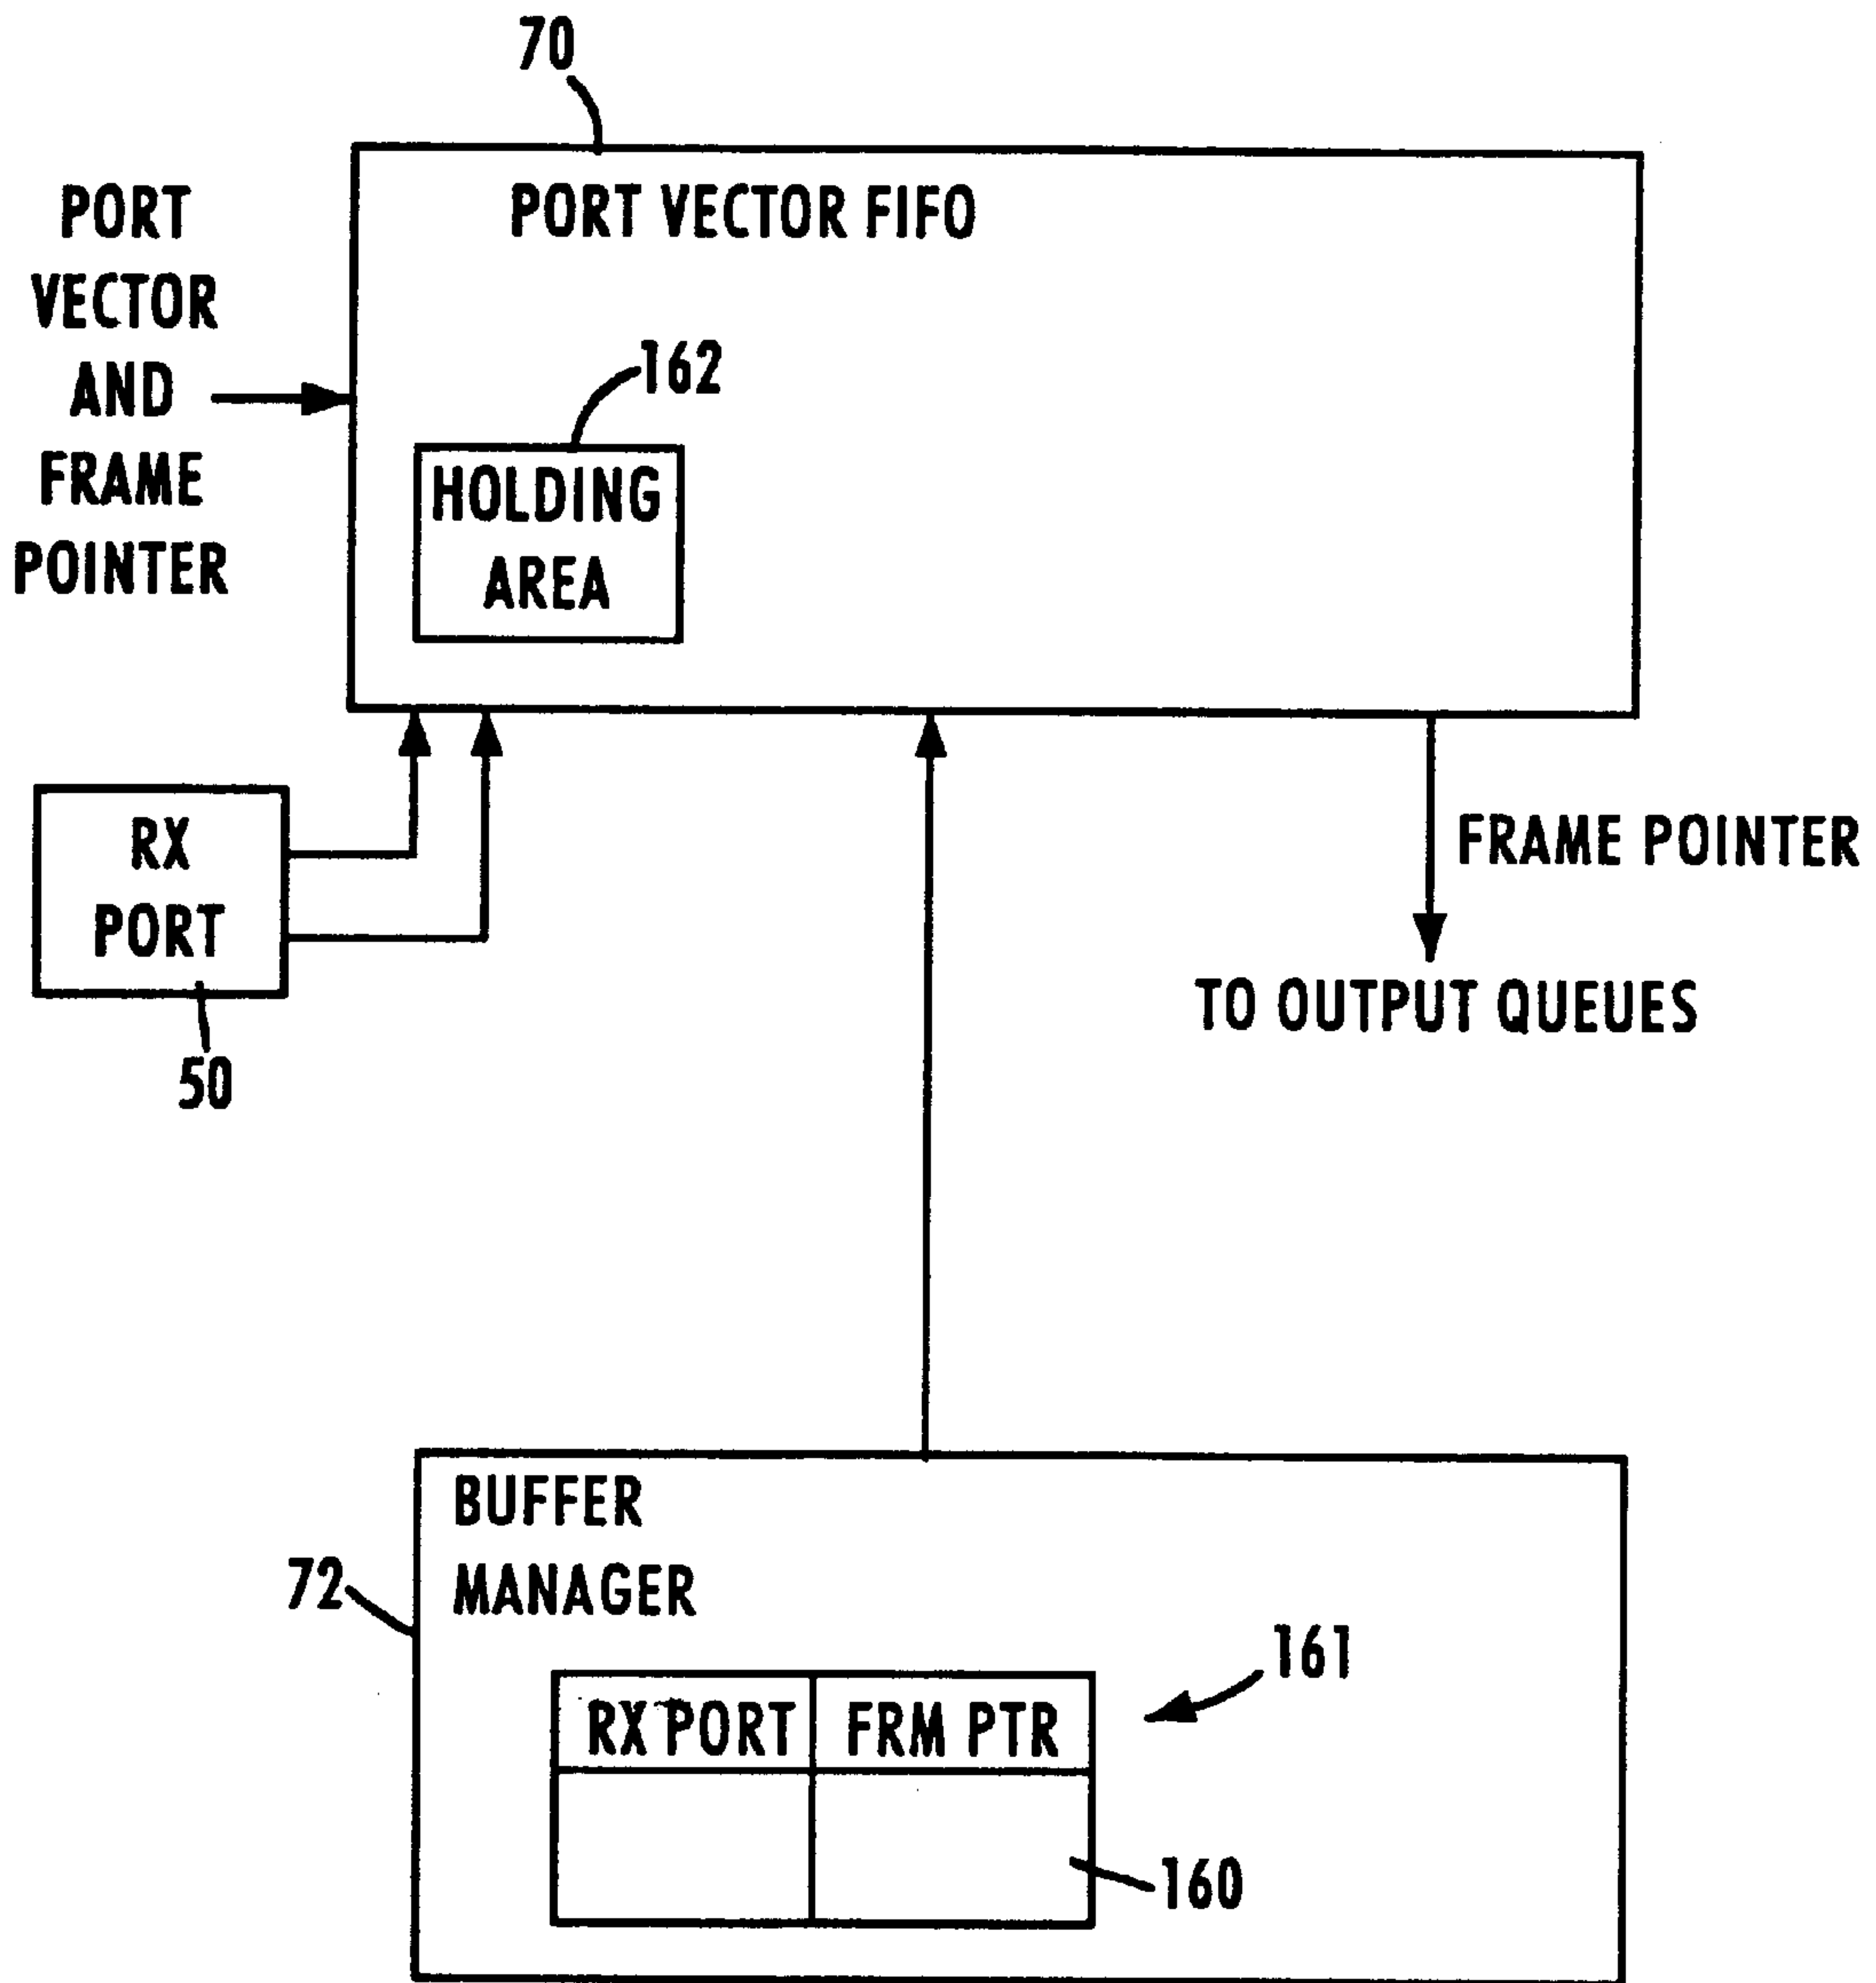 70
PORT
VECTOR
AND
FRAME
POINTER
PORT VECTOR FIFO
162
HOLDING
AREA
RX
PORT
50
FRAME POINTER
TO OUTPUT QUEUES
BUFFER
MANAGER
72
161
RX PORT
FRM PTR
160